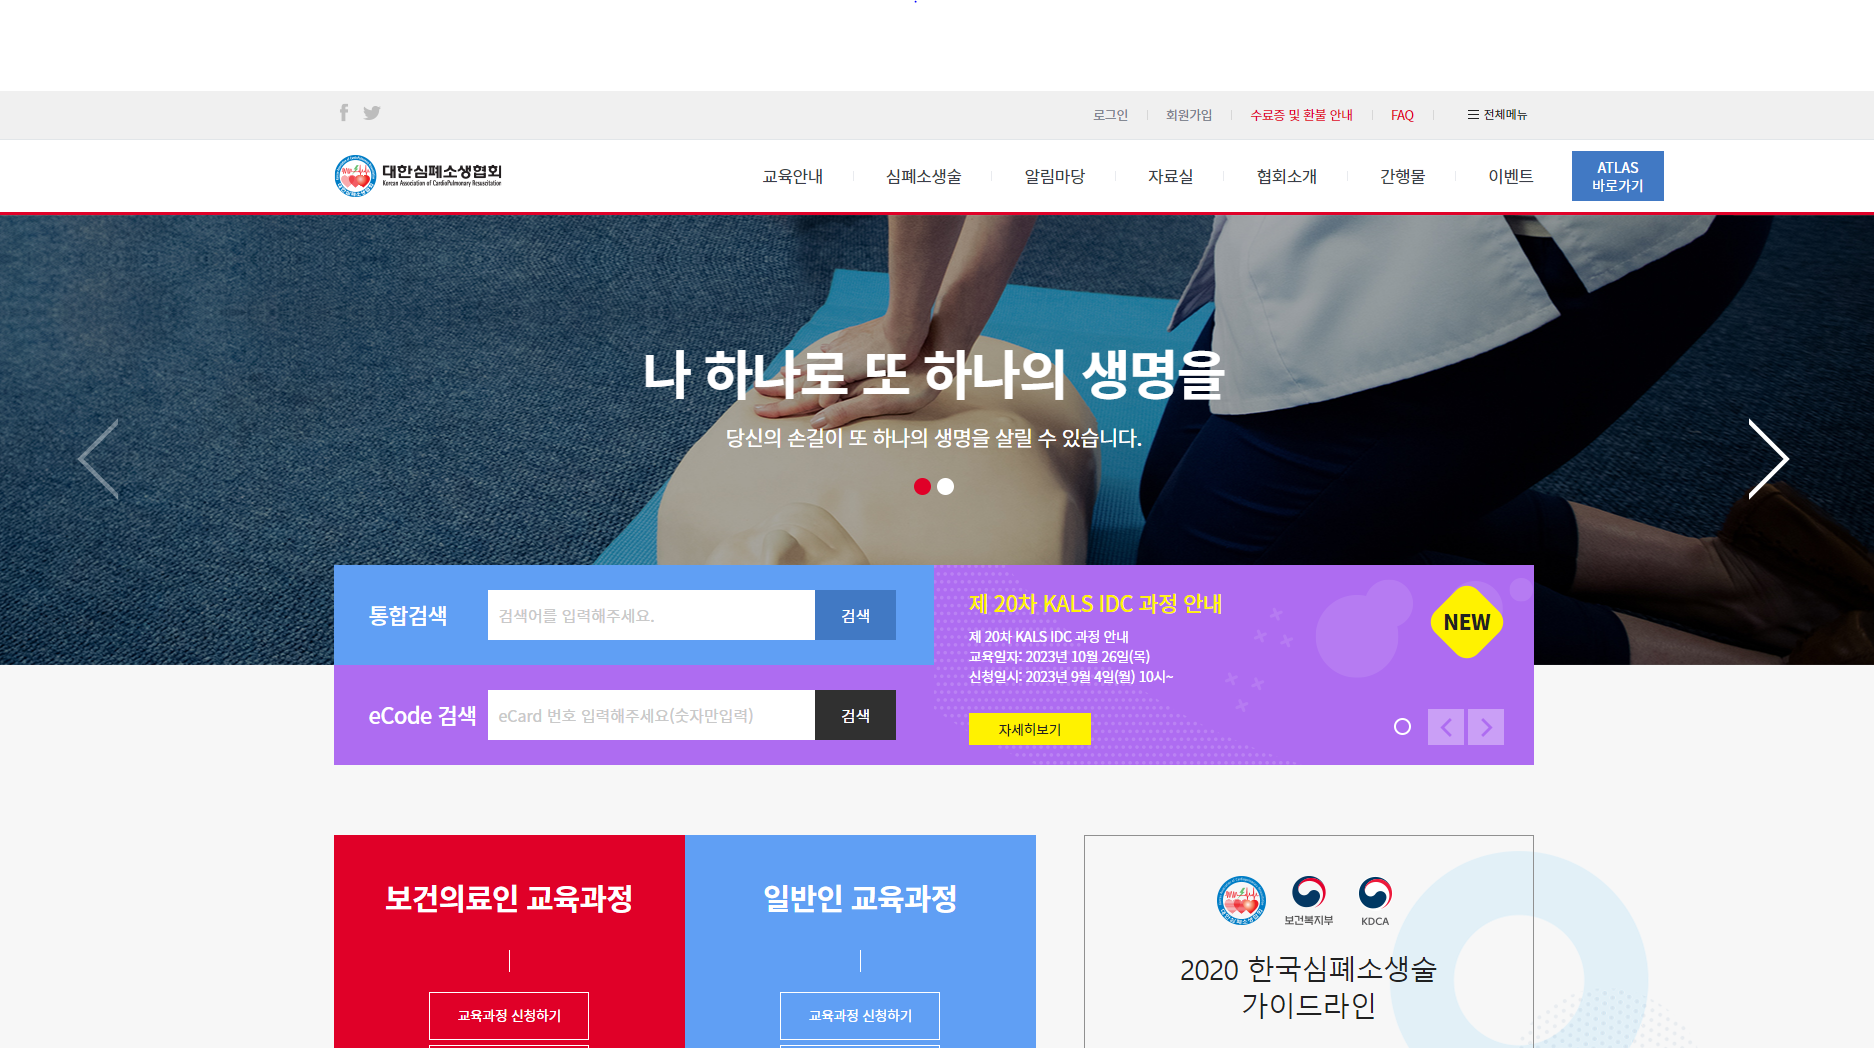 로그인
회원가입
수료증 및 환불 안내
FAQ
전체메뉴
대한심폐소생협회
Korean Association of CardioPulmonary Resuscitation
교육안내
심폐소생술
알림마당
자료실
협회소개
간행물
이벤트
ATLAS
바로가기
나 하나로 또 하나의 생명을
당신의 손길이 또 하나의 생명을 살릴 수 있습니다.
통합검색
검색어를 입력해주세요.
검색
eCode 검색
eCard 번호 입력해주세요(숫자만입력)
검색
제 20차 KALS IDC 과정 안내
제 20차 KALS IDC 과정 안내
교육일자: 2023년 10월 26일(목)
신청일시: 2023년 9월 4일(월) 10시~
자세히보기
NEW
보건의료인 교육과정
교육과정 신청하기
일반인 교육과정
교육과정 신청하기
보건복지부
KDCA
2020 한국심폐소생술
가이드라인